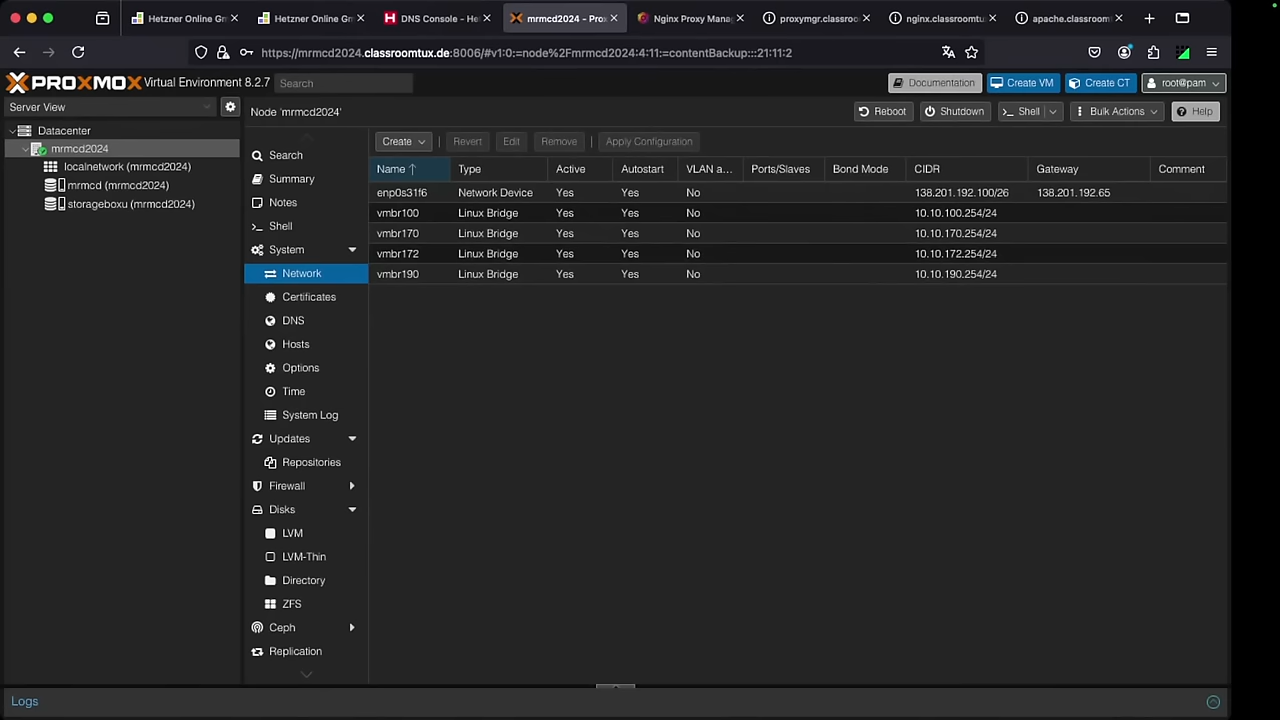 Hetzner Online Gm
Hetzner Online Gm
DNS Console - He
mrmcd2024 - Prox
Nginx Proxy Mana
proxymgr.classroo
nginx.classroomtu
apache.classroom
https://mrmcd2024.classroomtux.de:8006/#v1:0:=node%2Fmrmcd2024:4:11:=contentBackup:::21:11:2
PROXMOX Virtual Environment 8.2.7 Search Documentation Create VM Create CT root@pam
Server View
Node 'mrmcd2024' Reboot Shutdown Shell Bulk Actions Help
Datacenter
mrmcd2024
localnetwork (mrmcd2024)
mrmcd (mrmcd2024)
storageboxu (mrmcd2024)
Search
Summary
Notes
Shell
System
Network
Certificates
DNS
Hosts
Options
Time
System Log
Updates
Repositories
Firewall
Disks
LVM
LVM-Thin
Directory
ZFS
Ceph
Replication
Create Revert Edit Remove Apply Configuration
Name Type Active Autostart VLAN a... Ports/Slaves Bond Mode CIDR Gateway Comment
enp0s31f6 Network Device Yes Yes No 138.201.192.100/26 138.201.192.65
vmbr100 Linux Bridge Yes Yes No 10.10.100.254/24
vmbr170 Linux Bridge Yes Yes No 10.10.170.254/24
vmbr172 Linux Bridge Yes Yes No 10.10.172.254/24
vmbr190 Linux Bridge Yes Yes No 10.10.190.254/24
Logs